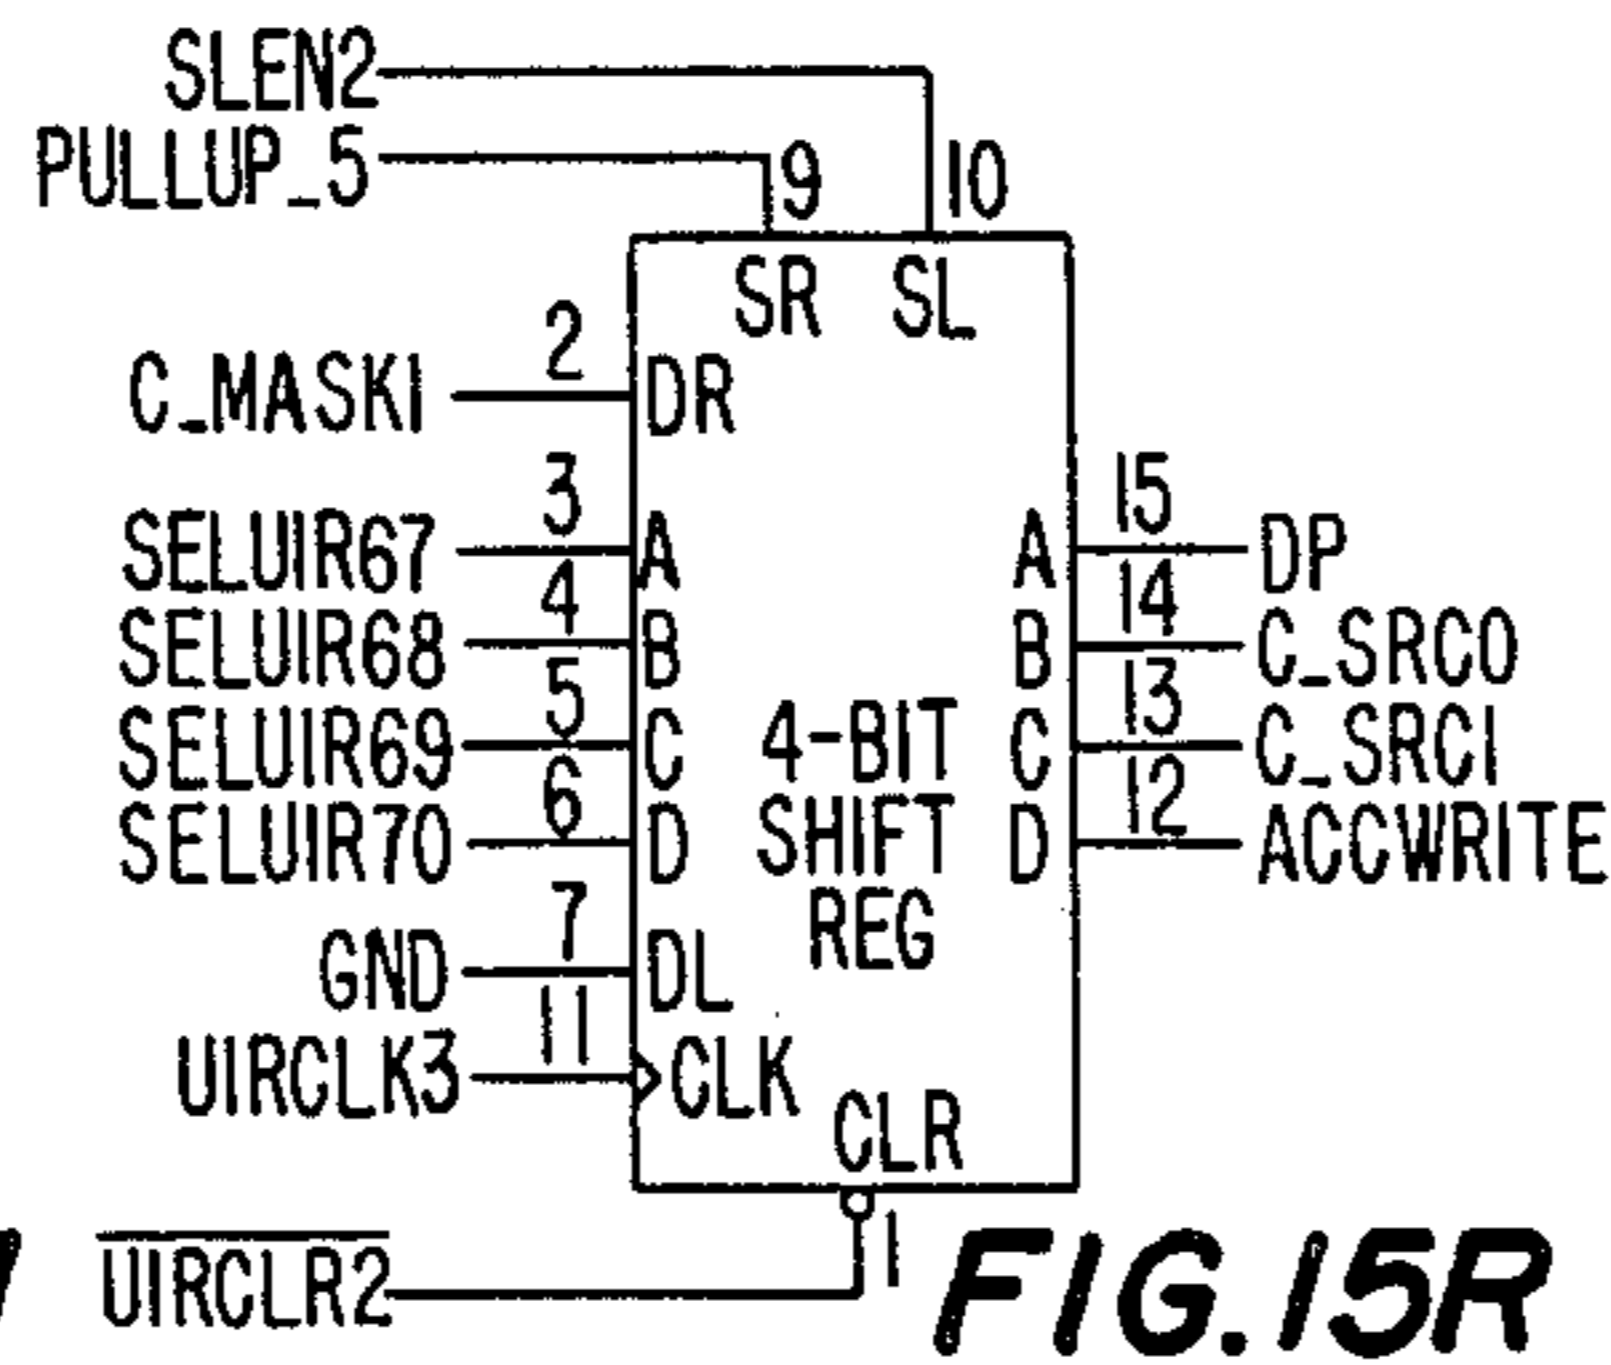 SLEN2
PULLUP_5
9 10
SR SL
2
C_MASK1 DR
3 15
SELUIR67 A A DP
4 14
SELUIR68 B B C_SRC0
5 13
SELUIR69 C 4-BIT C C_SRC1
6 12
SELUIR70 D SHIFT D ACCWRITE
REG
7
GND DL
11
UIRCLK3 CLK
CLR
1
UIRCLR2
FIG.15R